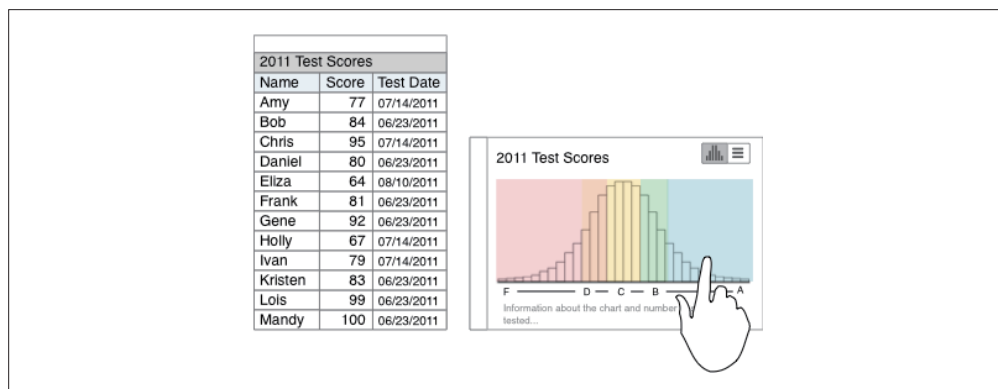 2011 Test Scores
Name Score Test Date
Amy 77 07/14/2011
Bob 84 06/23/2011
Chris 95 07/14/2011
Daniel 80 06/23/2011
Eliza 64 08/10/2011
Frank 81 06/23/2011
Gene 92 06/23/2011
Holly 67 07/14/2011
Ivan 79 07/14/2011
Kristen 83 06/23/2011
Lois 99 06/23/2011
Mandy 100 06/23/2011
2011 Test Scores
F D C B A
Information about the chart and number
tested...